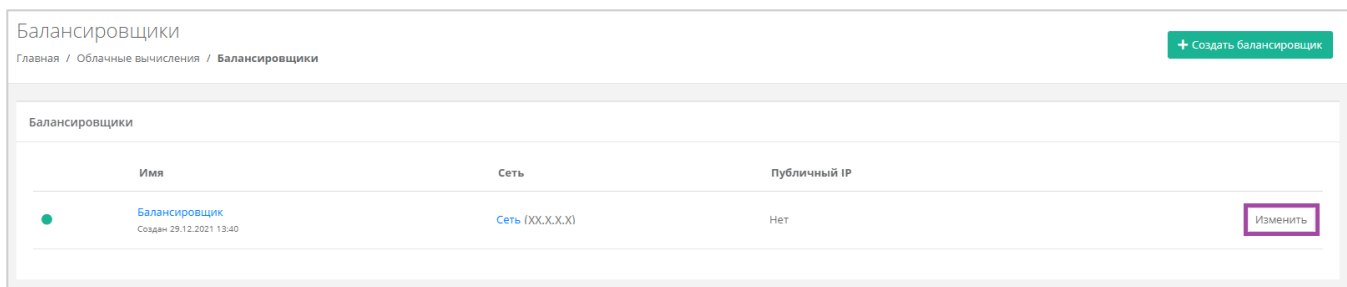 Балансировщики
Главная / Облачные вычисления / Балансировщики
+ Создать балансировщик
Балансировщики
Имя Сеть Публичный IP
Балансировщик
Создан 29.12.2021 13:40
Сеть (XX.X.X.X) Нет Изменить